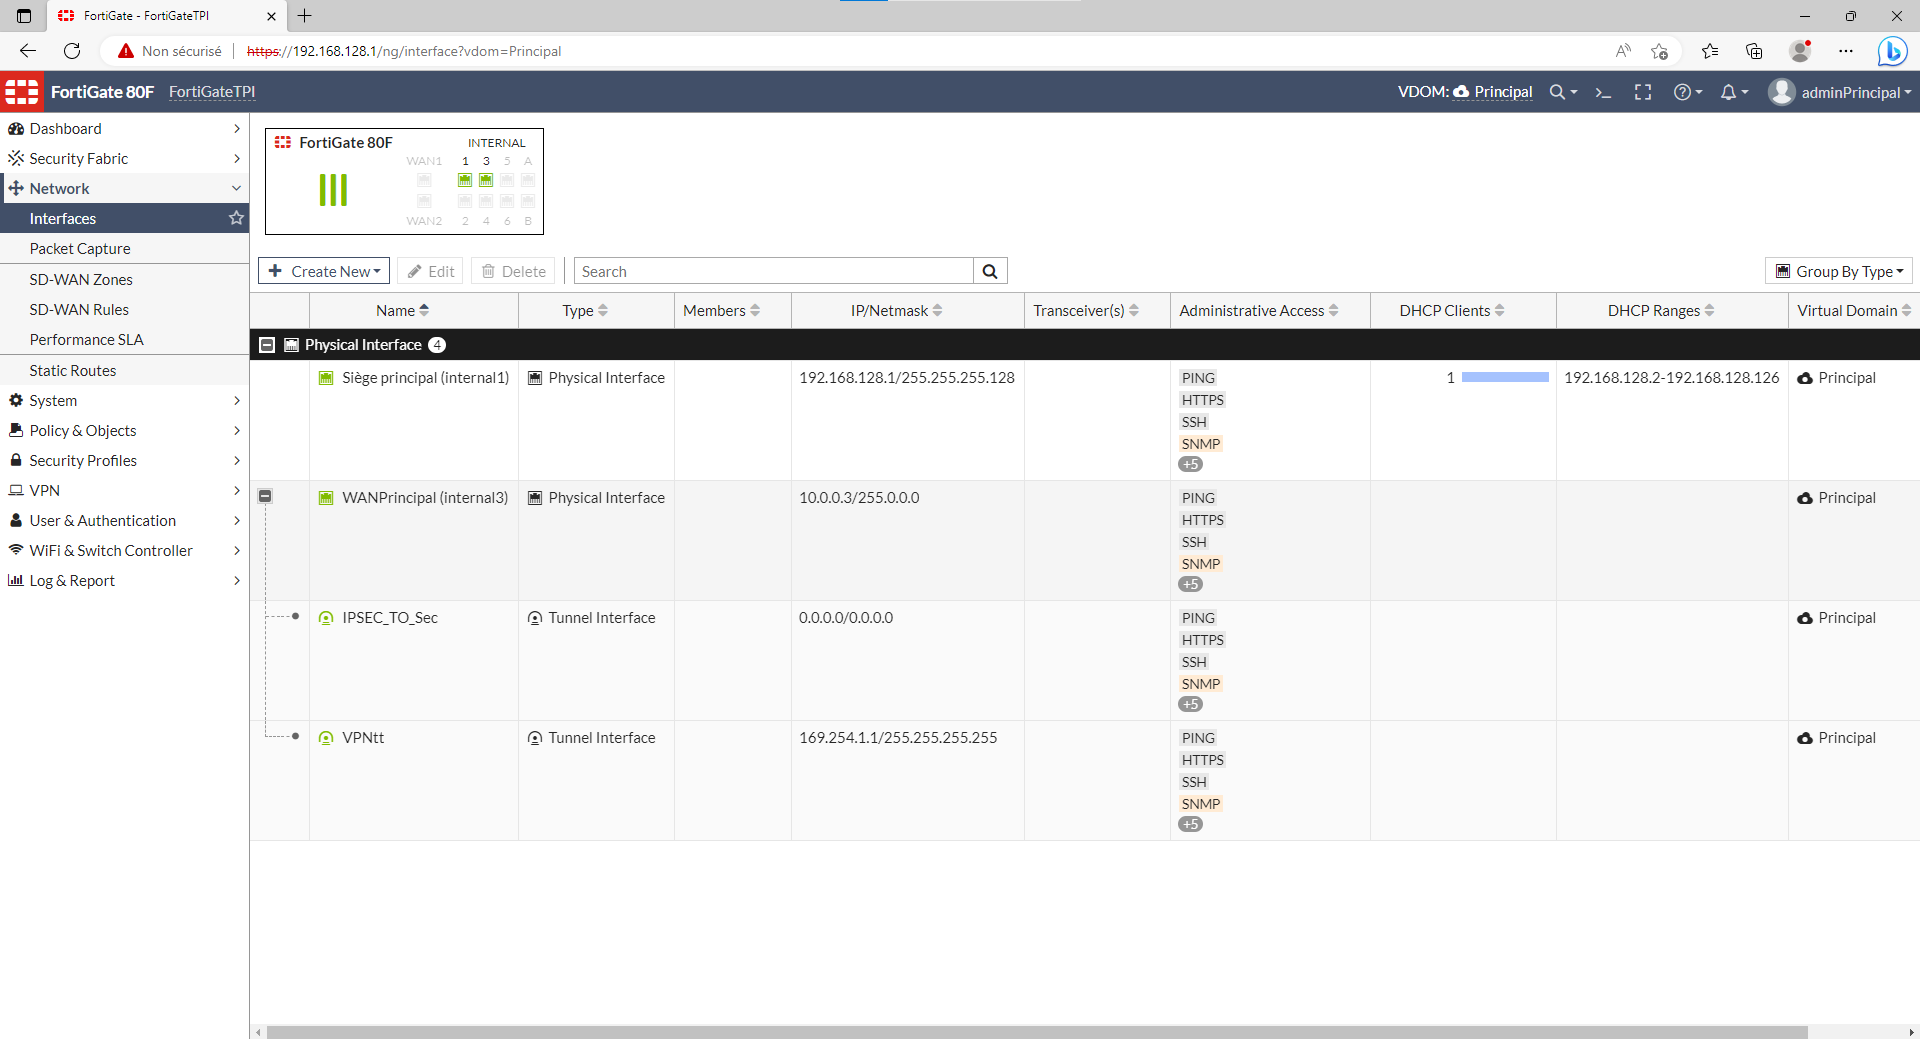 FortiGate - FortiGateTPI
Non sécurisé
https://192.168.128.1/ng/interface?vdom=Principal
FortiGate 80F
FortiGateTPI
VDOM: Principal
adminPrincipal
Dashboard
Security Fabric
Network
Interfaces
Packet Capture
SD-WAN Zones
SD-WAN Rules
Performance SLA
Static Routes
System
Policy & Objects
Security Profiles
VPN
User & Authentication
WiFi & Switch Controller
Log & Report
FortiGate 80F
INTERNAL
WAN1 1 3 5 A
WAN2 2 4 6 B
Create New
Edit
Delete
Search
Group By Type
Name Type Members IP/Netmask Transceiver(s) Administrative Access DHCP Clients DHCP Ranges Virtual Domain
Physical Interface 4
Siège principal (internal1) Physical Interface 192.168.128.1/255.255.255.128 PING 1 192.168.128.2-192.168.128.126 Principal
HTTPS
SSH
SNMP
+5
WANPrincipal (internal3) Physical Interface 10.0.0.3/255.0.0.0 PING Principal
HTTPS
SSH
SNMP
+5
IPSEC_TO_Sec Tunnel Interface 0.0.0.0/0.0.0.0 PING Principal
HTTPS
SSH
SNMP
+5
VPNtt Tunnel Interface 169.254.1.1/255.255.255.255 PING Principal
HTTPS
SSH
SNMP
+5